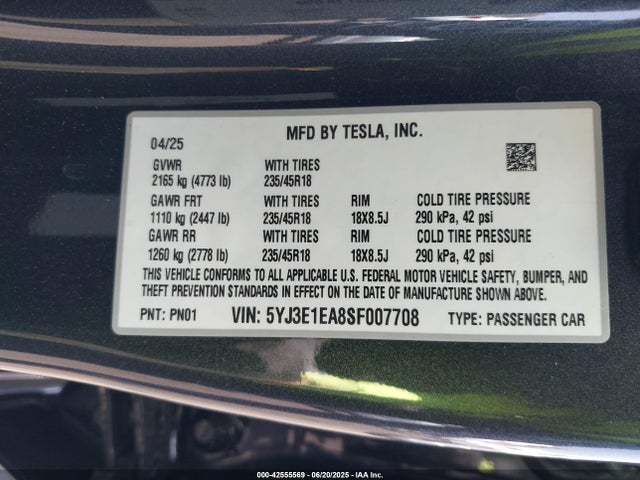 MFD BY TESLA, INC.
04/25
GVWR WITH TIRES
2165 kg (4773 lb) 235/45R18
GAWR FRT WITH TIRES RIM COLD TIRE PRESSURE
1110 kg (2447 lb) 235/45R18 18X8.5J 290 kPa, 42 psi
GAWR RR WITH TIRES RIM COLD TIRE PRESSURE
1260 kg (2778 lb) 235/45R18 18X8.5J 290 kPa, 42 psi
THIS VEHICLE CONFORMS TO ALL APPLICABLE U.S. FEDERAL MOTOR VEHICLE SAFETY, BUMPER, AND
THEFT PREVENTION STANDARDS IN EFFECT ON THE DATE OF MANUFACTURE SHOWN ABOVE.
PNT: PN01 VIN: 5YJ3E1EA8SF007708 TYPE: PASSENGER CAR
000-42555569 - 06/20/2025 - IAA Inc.